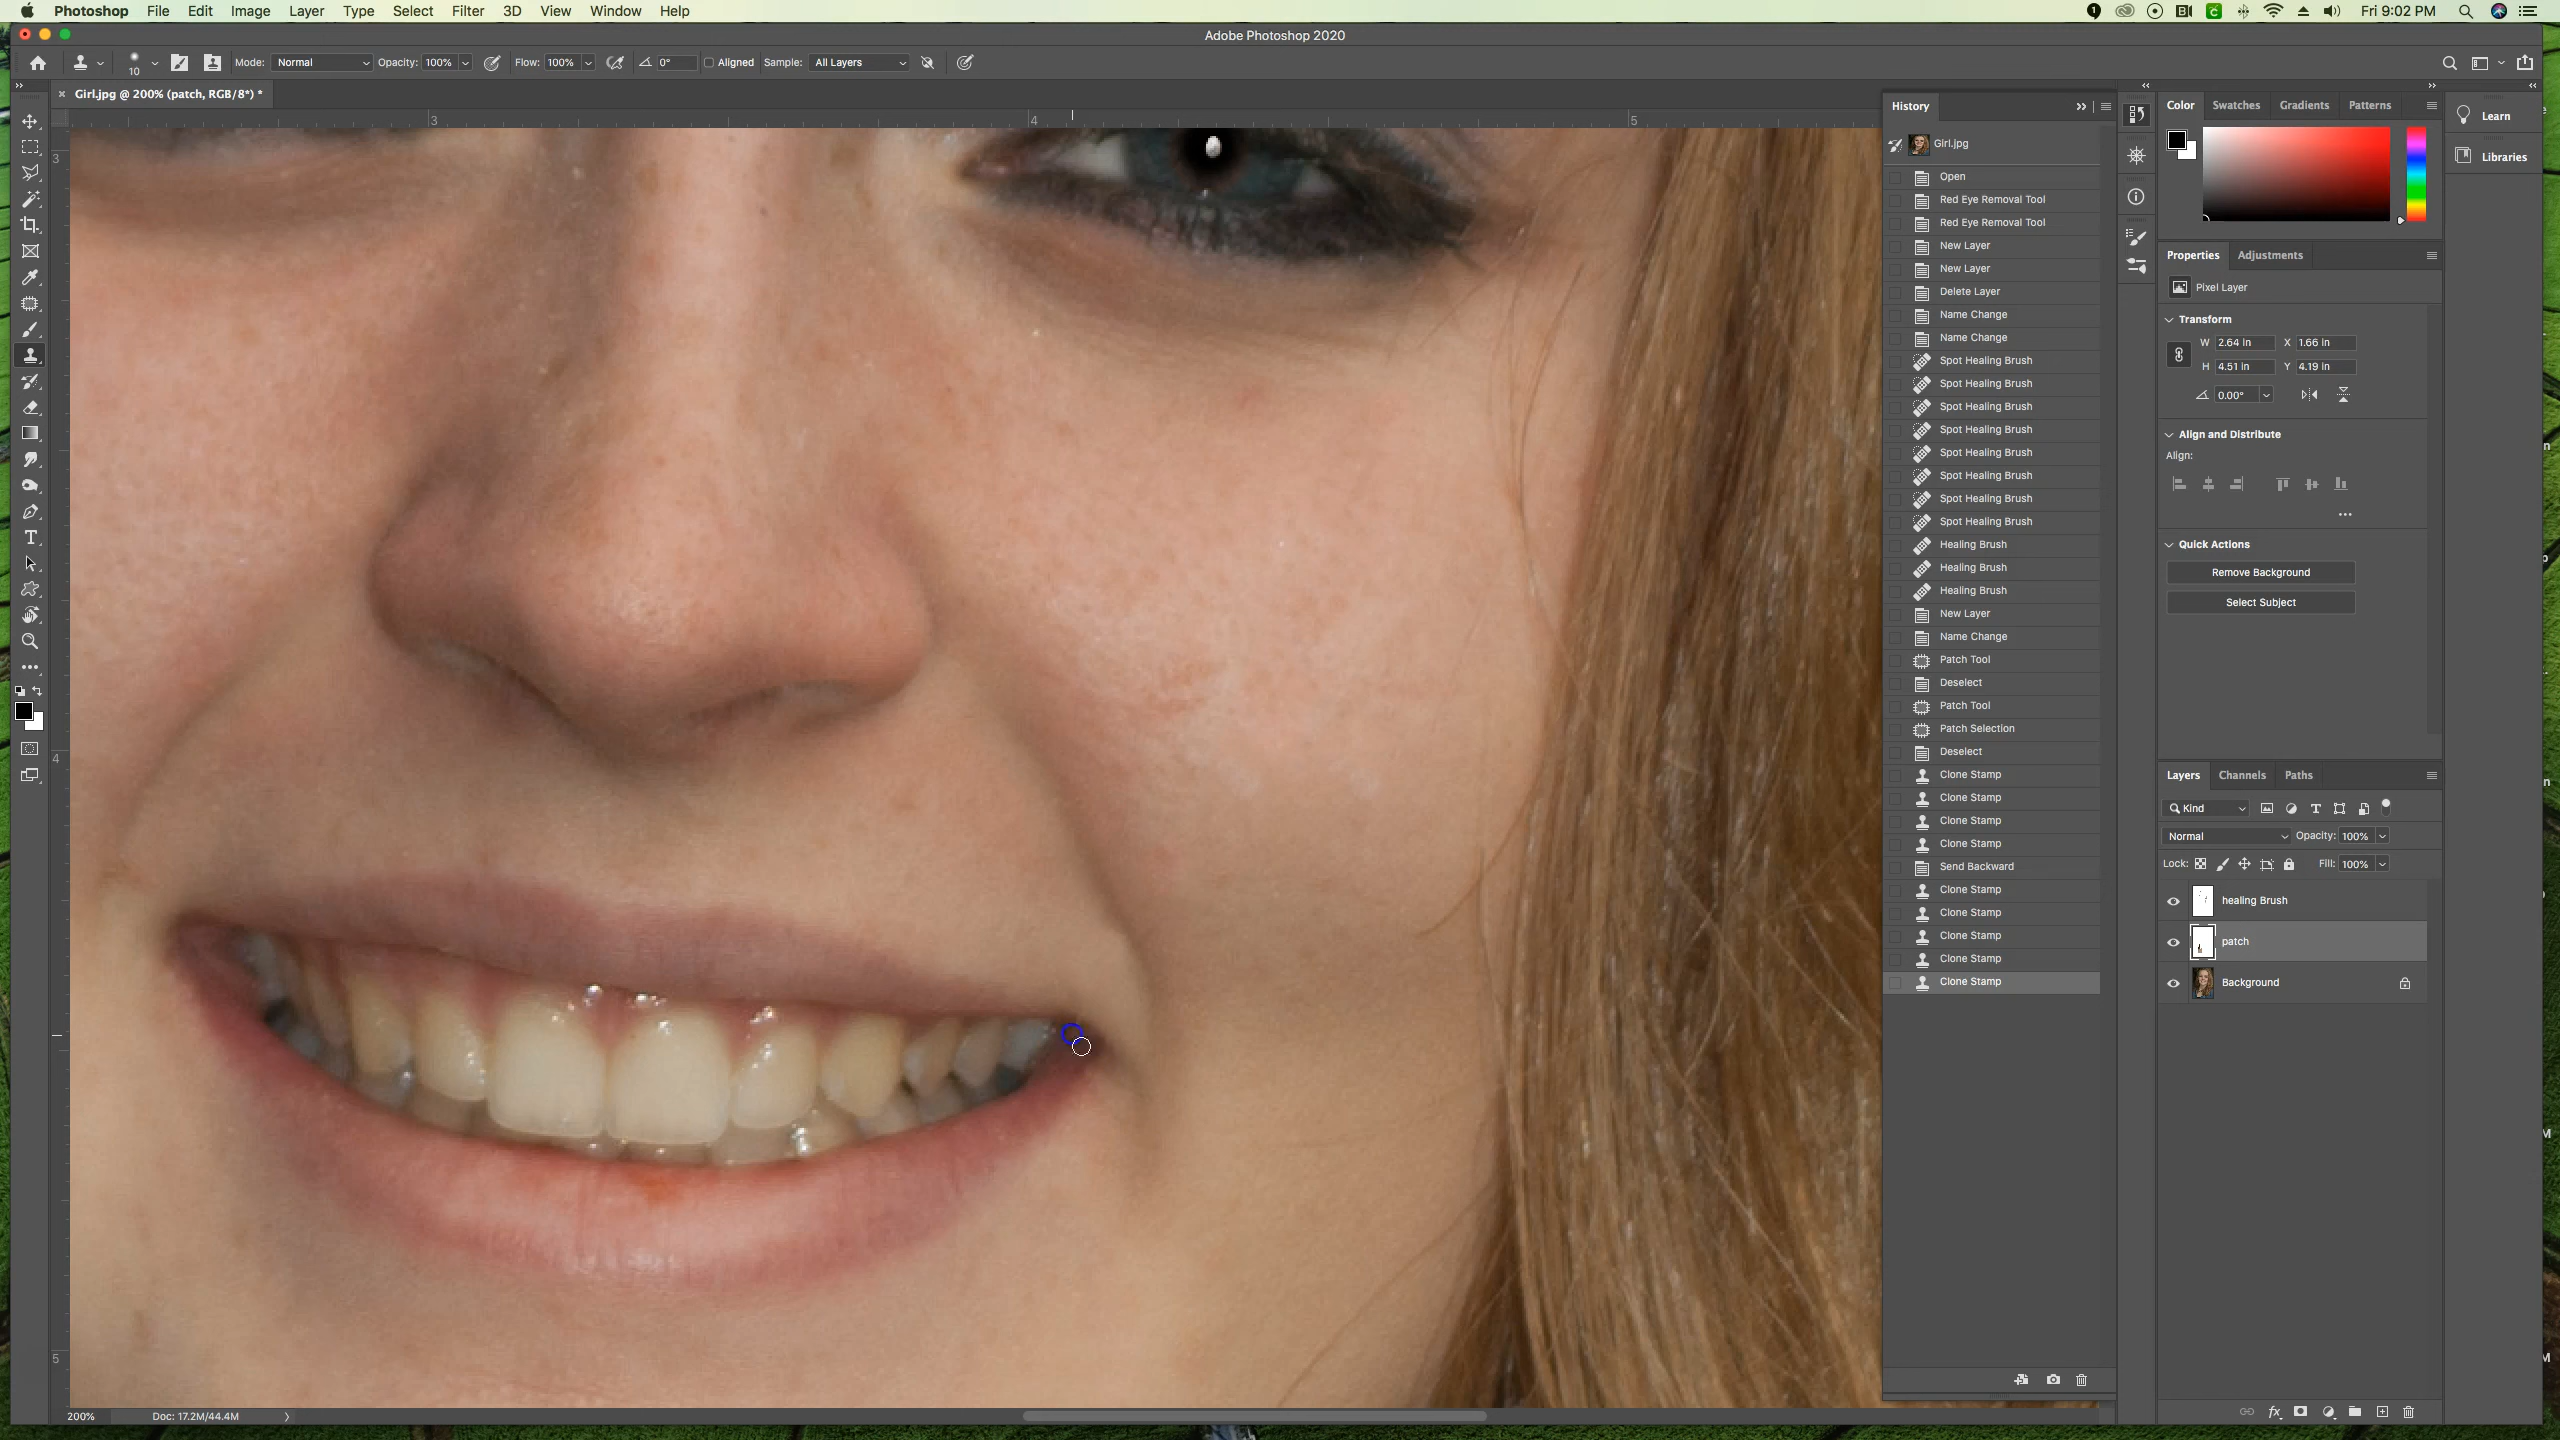 Photoshop File Edit Image Layer Type Select Filter 3D View Window Help Fri 9:02 PM
Adobe Photoshop 2020
10 Mode: Normal Opacity: 100% Flow: 100% 0° Aligned Sample: All Layers
Girl.jpg @ 200% (patch, RGB/8*) *
3 4 5
3
4
5
History
Girl.jpg
Open
Red Eye Removal Tool
Red Eye Removal Tool
New Layer
New Layer
Delete Layer
Name Change
Name Change
Spot Healing Brush
Spot Healing Brush
Spot Healing Brush
Spot Healing Brush
Spot Healing Brush
Spot Healing Brush
Spot Healing Brush
Spot Healing Brush
Healing Brush
Healing Brush
Healing Brush
New Layer
Name Change
Patch Tool
Deselect
Patch Tool
Patch Selection
Deselect
Clone Stamp
Clone Stamp
Clone Stamp
Clone Stamp
Send Backward
Clone Stamp
Clone Stamp
Clone Stamp
Clone Stamp
Clone Stamp
Color Swatches Gradients Patterns
Learn
Libraries
Properties Adjustments
Pixel Layer
Transform
W 2.64 in X 1.66 in
H 4.51 in Y 4.19 in
0.00°
Align and Distribute
Align:
Quick Actions
Remove Background
Select Subject
Layers Channels Paths
Kind
Normal Opacity: 100%
Lock: Fill: 100%
healing Brush
patch
Background
200% Doc: 17.2M/44.4M